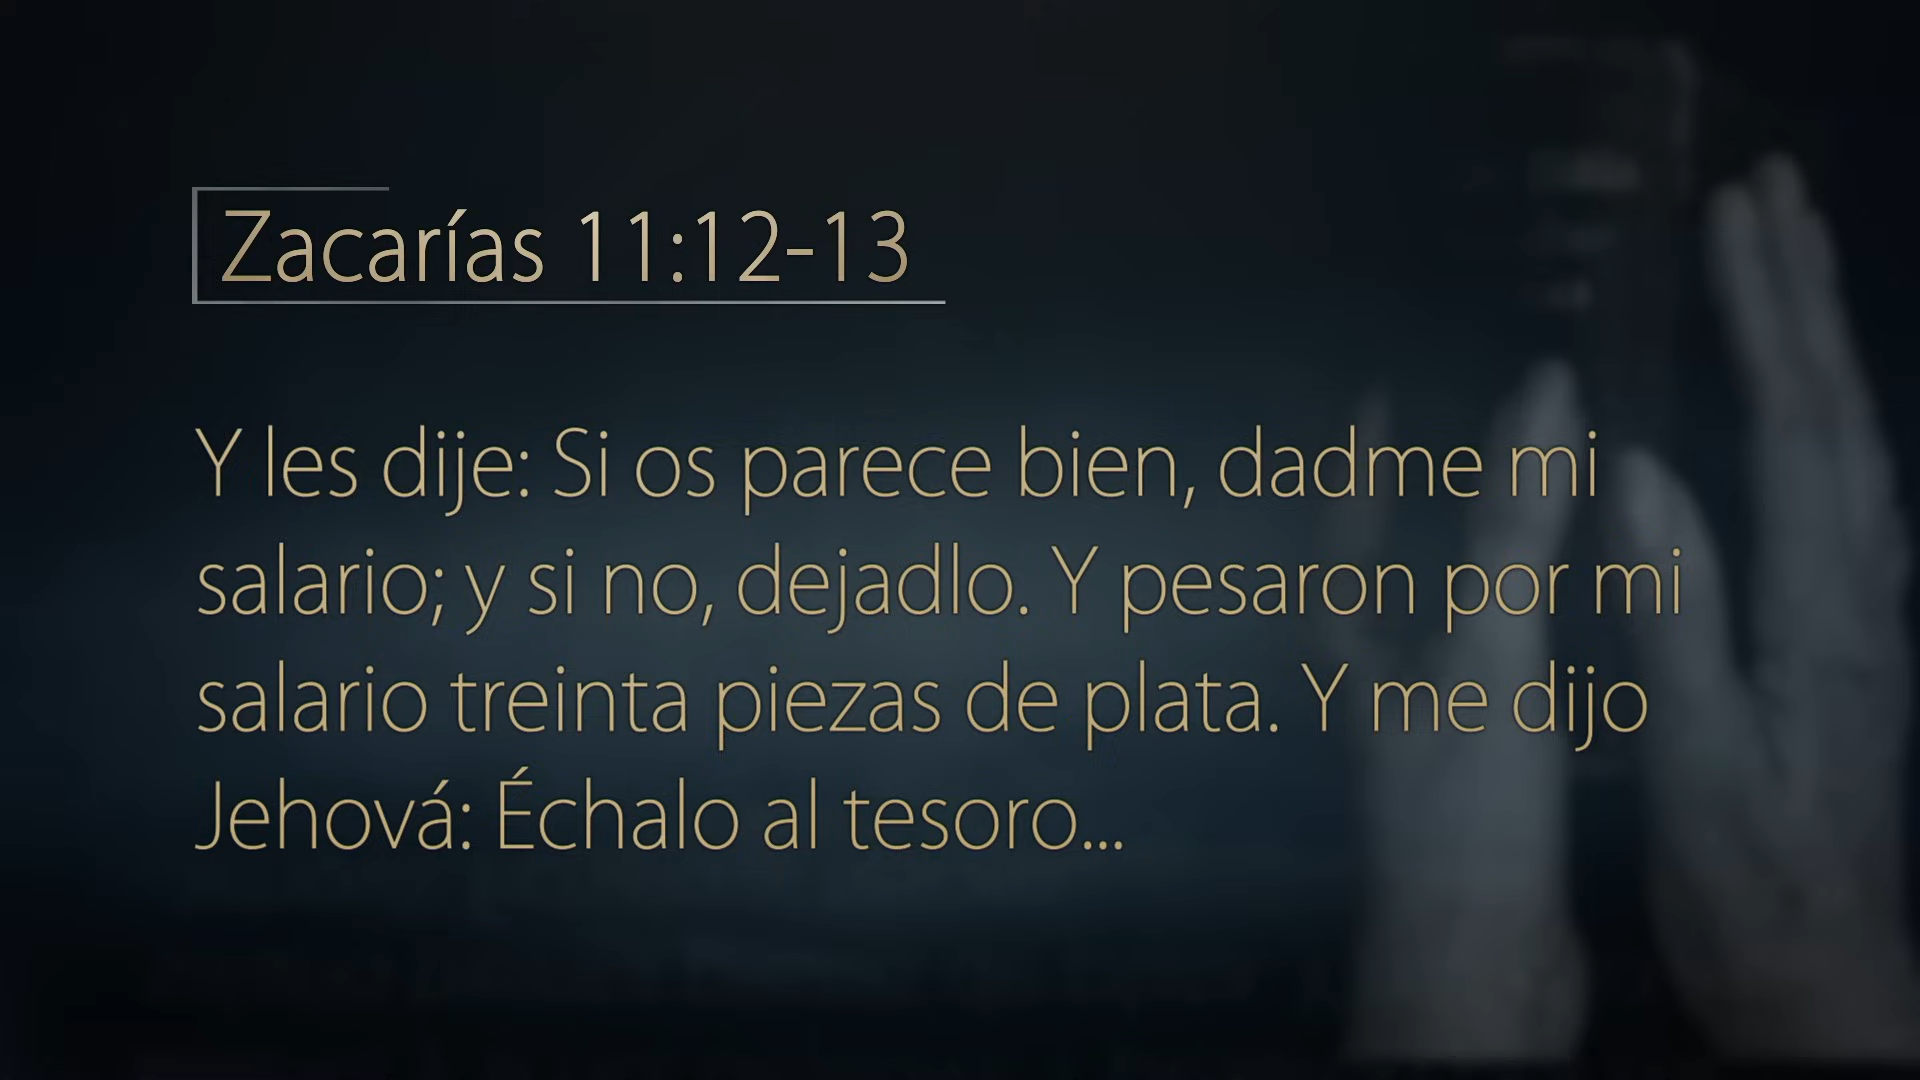 Zacarías 11:12-13
Y les dije: Si os parece bien, dadme mi
salario; y si no, dejadlo. Y pesaron por mi
salario treinta piezas de plata. Y me dijo
Jehová: Échalo al tesoro...